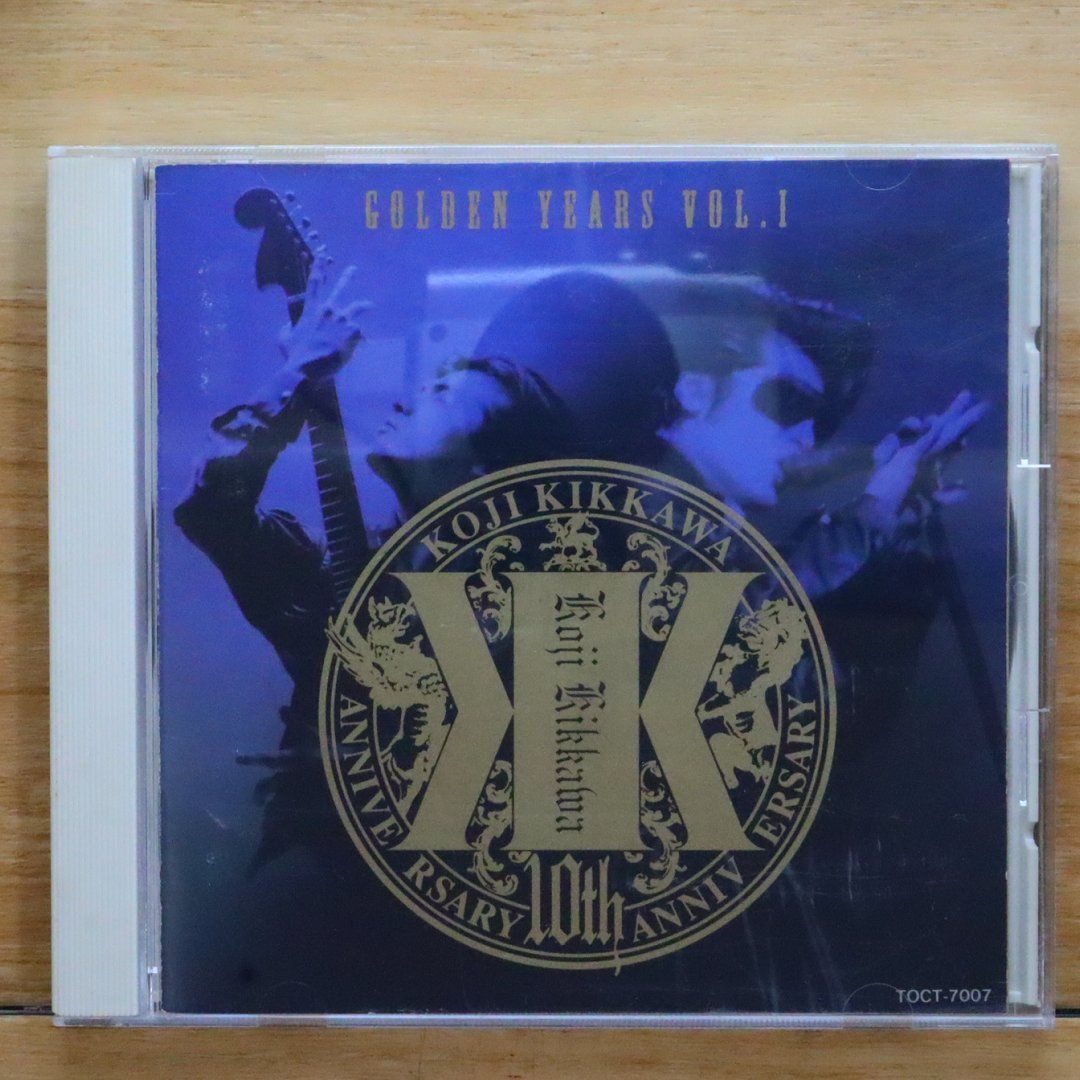 GOLDEN YEARS VOL.I
KOJI KIKKAWA
Koji Kikkawa
ANNIVERSARY
10th
ANNIVERSARY
TOCT-7007